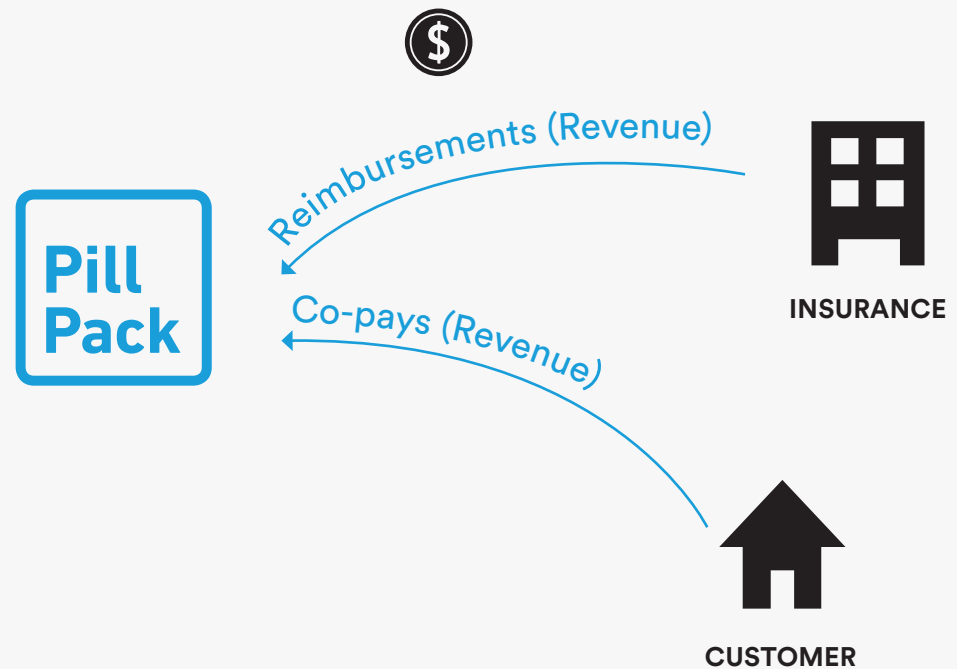 $
Reimbursements (Revenue)
INSURANCE
Pill
Pack
Co-pays (Revenue)
CUSTOMER